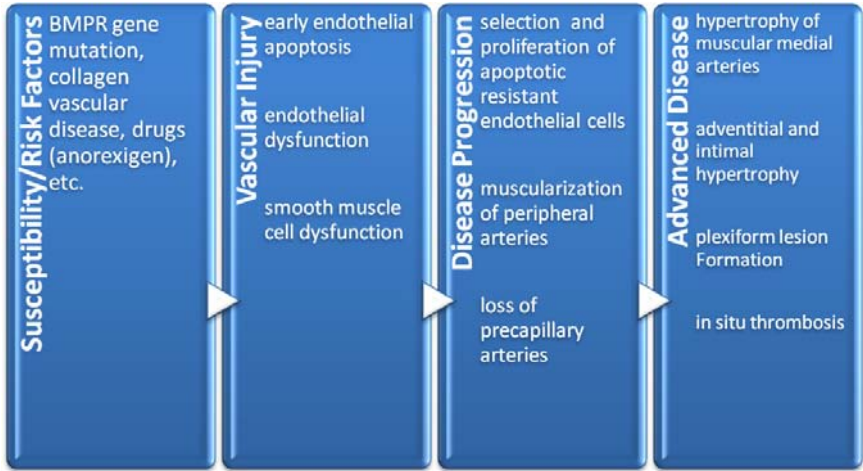 Susceptibility/Risk Factors
BMPR gene
mutation,
collagen
vascular
disease, drugs
(anorexigen),
etc.
Vascular Injury
early endothelial
apoptosis
endothelial
dysfunction
smooth muscle
cell dysfunction
Disease Progression
selection and
proliferation of
apoptotic
resistant
endothelial cells
muscularization
of peripheral
arteries
loss of
precapillary
arteries
Advanced Disease
hypertrophy of
muscular medial
arteries
adventitial and
intimal
hypertrophy
plexiform lesion
Formation
in situ thrombosis